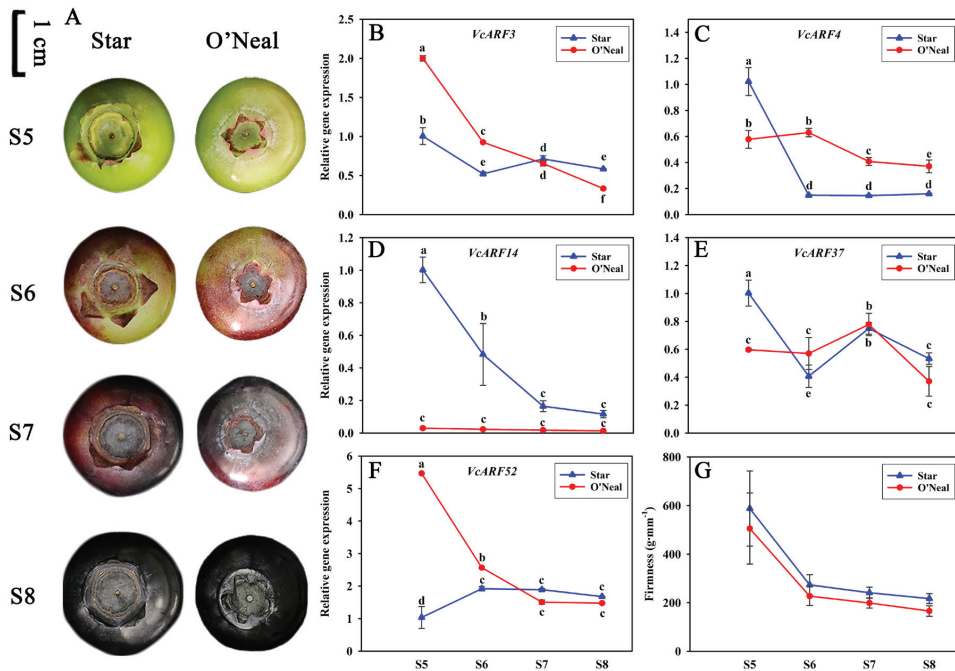 A
1 cm
Star O'Neal
S5
S6
S7
S8
B VcARF3
Star
O'Neal
Relative gene expression
2.5
2.0
1.5
1.0
0.5
0.0
a
b
c
e
d
d
e
f
C VcARF4
Star
O'Neal
1.4
1.2
1.0
0.8
0.6
0.4
0.2
0.0
a
b
b
c
e
d
d
d
D VcARF14
Star
O'Neal
Relative gene expression
1.2
1.0
0.8
0.6
0.4
0.2
0.0
a
b
c
c
c
c
c
c
E VcARF37
Star
O'Neal
1.4
1.2
1.0
0.8
0.6
0.4
0.2
0.0
a
c
c
e
b
b
c
c
F VcARF52
Star
O'Neal
Relative gene expression
6
5
4
3
2
1
0
a
d
b
c
c
c
c
c
S5 S6 S7 S8
G
Star
O'Neal
Firmness (g·mm⁻¹)
800
600
400
200
0
S5 S6 S7 S8